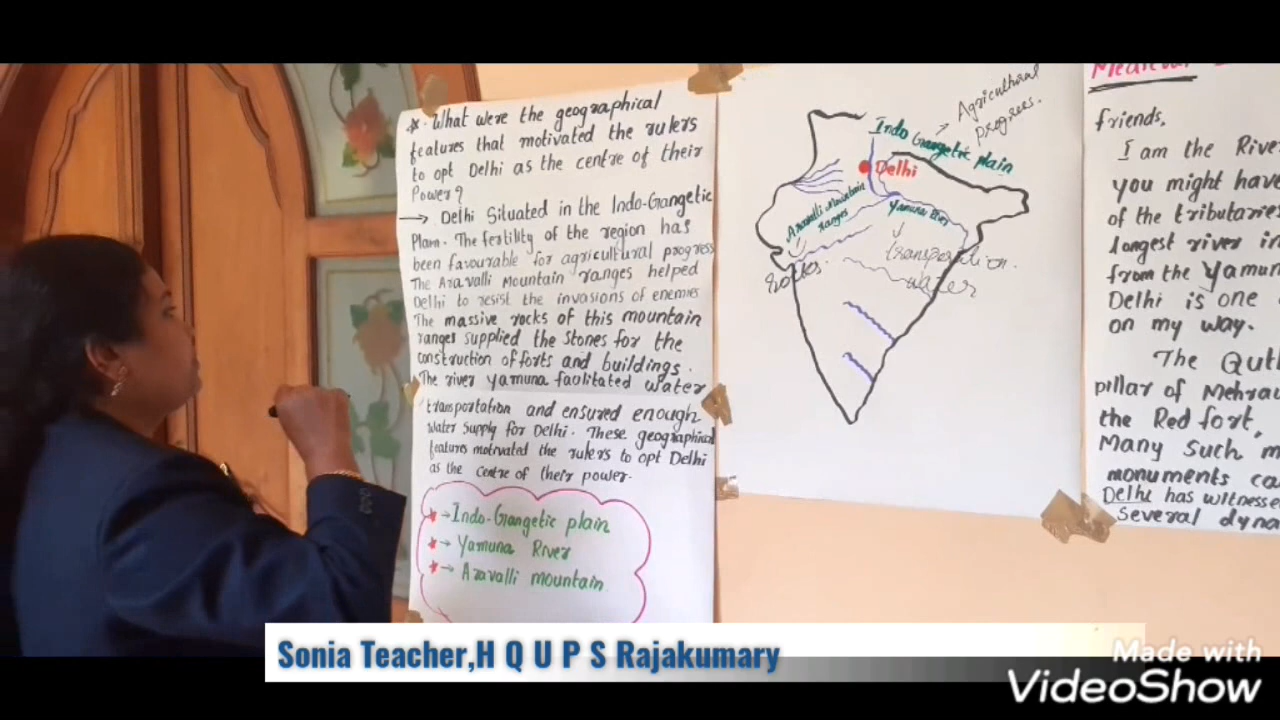 * What were the geographical
features that motivated the rulers
to opt Delhi as the centre of their
Power?
→ Delhi Situated in the Indo-Gangetic
Plain. The fertility of the region has
been favourable for agricultural progress
The Aravalli Mountain ranges helped
Delhi to resist the invasions of enemies
The massive rocks of this mountain
ranges supplied the stones for the
construction of forts and buildings.
The river yamuna facilitated water
transportation and ensured enough
water supply for Delhi. These geographical
features motivated the rulers to opt Delhi
as the centre of their power.
★→Indo-Gangetic plain
★→ Yamuna River
★→ Aravalli mountain.
Agricultural
progrees.
Indo Gangetic plain
Delhi
Aravalli Mountain
ranges
Yamuna River
rocks.
transporation.
water
Medieval
friends,
I am the River
you might have
of the tributaries
longest river in
from the Yamun
Delhi is one
on my way.
The Qut
pillar of Mehrau
the Red fort,
Many Such m
monuments ca
Delhi has witnesse
Several dyna
Sonia Teacher,H Q U P S Rajakumary
Made with
VideoShow